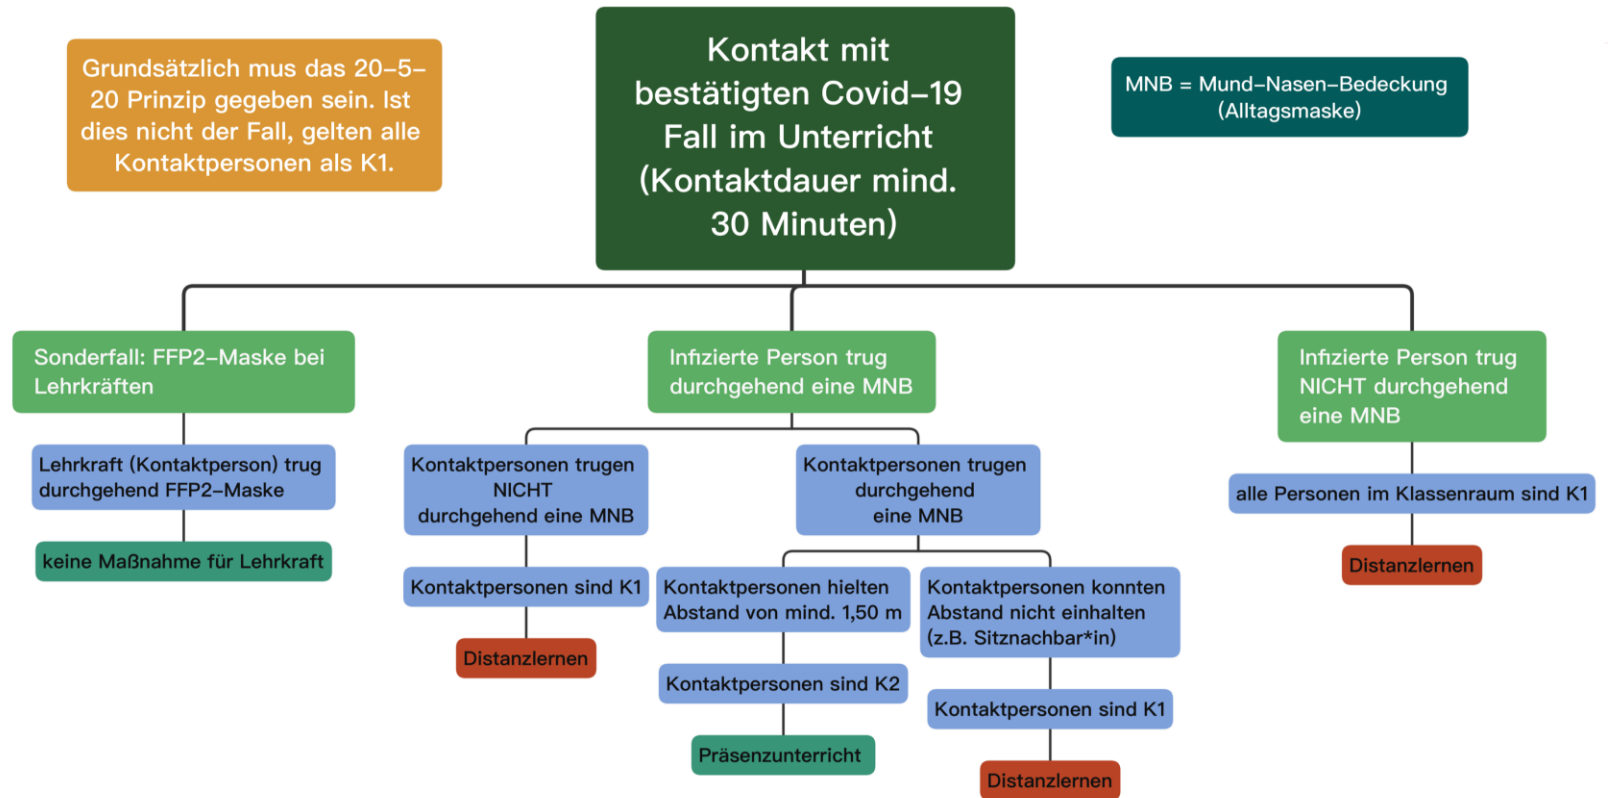 Grundsätzlich mus das 20-5-
20 Prinzip gegeben sein. Ist
dies nicht der Fall, gelten alle
Kontaktpersonen als K1.
Kontakt mit
bestätigten Covid-19
Fall im Unterricht
(Kontaktdauer mind.
30 Minuten)
MNB = Mund-Nasen-Bedeckung
(Alltagsmaske)
Sonderfall: FFP2-Maske bei
Lehrkräften
Lehrkraft (Kontaktperson) trug
durchgehend FFP2-Maske
keine Maßnahme für Lehrkraft
Infizierte Person trug
durchgehend eine MNB
Kontaktpersonen trugen
NICHT
durchgehend eine MNB
Kontaktpersonen sind K1
Distanzlernen
Kontaktpersonen trugen
durchgehend
eine MNB
Kontaktpersonen hielten
Abstand von mind. 1,50 m
Kontaktpersonen sind K2
Präsenzunterricht
Kontaktpersonen konnten
Abstand nicht einhalten
(z.B. Sitznachbar*in)
Kontaktpersonen sind K1
Distanzlernen
Infizierte Person trug
NICHT durchgehend
eine MNB
alle Personen im Klassenraum sind K1
Distanzlernen